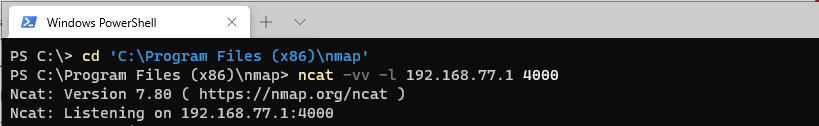 Windows PowerShell
PS C:\> cd 'C:\Program Files (x86)\nmap'
PS C:\Program Files (x86)\nmap> ncat -vv -l 192.168.77.1 4000
Ncat: Version 7.80 ( https://nmap.org/ncat )
Ncat: Listening on 192.168.77.1:4000